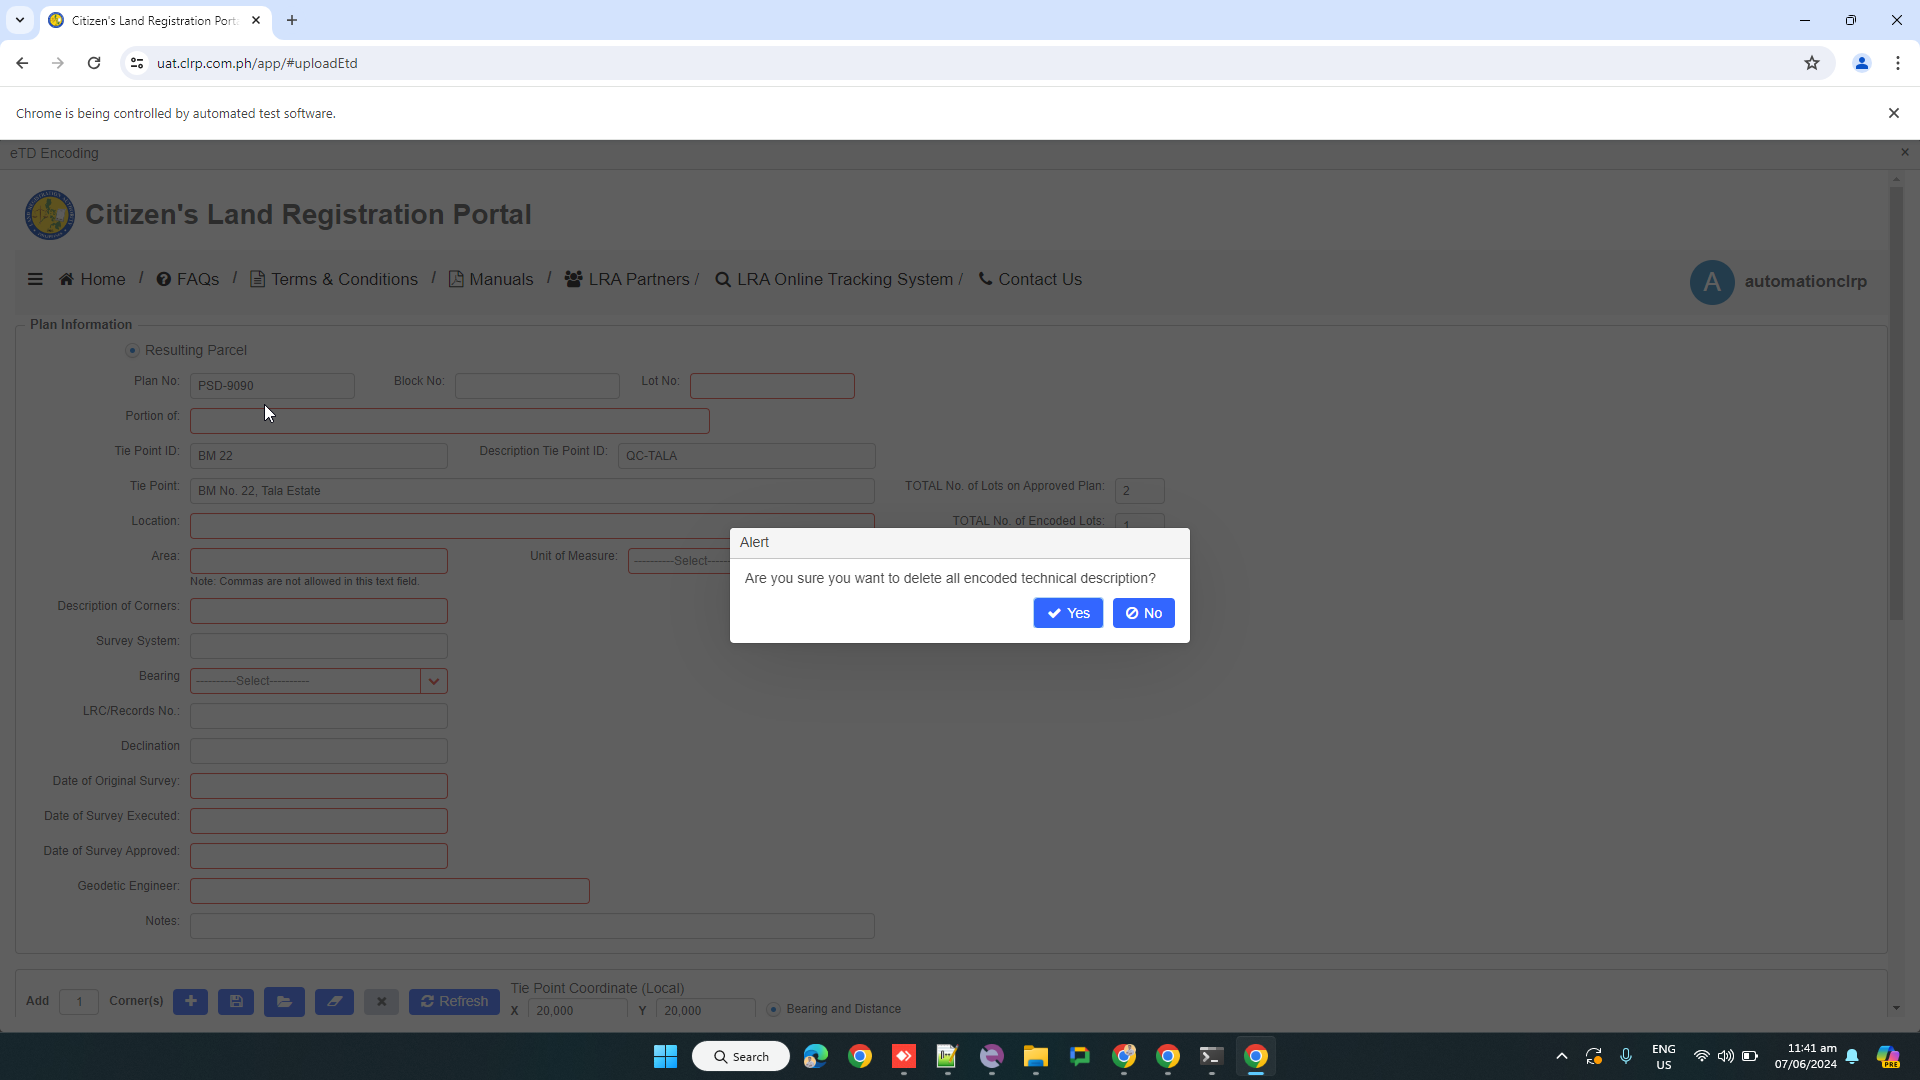 Citizen's Land Registration Porta
uat.clrp.com.ph/app/#uploadEtd
Chrome is being controlled by automated test software.
eTD Encoding
Citizen's Land Registration Portal
Home / FAQs / Terms & Conditions / Manuals / LRA Partners / LRA Online Tracking System / Contact Us
A automationclrp
Plan Information
Resulting Parcel
Plan No: PSD-9090 Block No: Lot No:
Portion of:
Tie Point ID: BM 22 Description Tie Point ID: QC-TALA
Tie Point: BM No. 22, Tala Estate TOTAL No. of Lots on Approved Plan: 2
Location: TOTAL No. of Encoded Lots: 1
Area: Unit of Measure: ----------Select-----
Note: Commas are not allowed in this text field.
Alert
Are you sure you want to delete all encoded technical description?
Yes No
Description of Corners:
Survey System:
Bearing ----------Select----------
LRC/Records No.:
Declination
Date of Original Survey:
Date of Survey Executed:
Date of Survey Approved:
Geodetic Engineer:
Notes:
Add 1 Corner(s) Refresh
Tie Point Coordinate (Local)
X 20,000 Y 20,000 Bearing and Distance
Search
ENG
US
11:41 am
07/06/2024
PRE